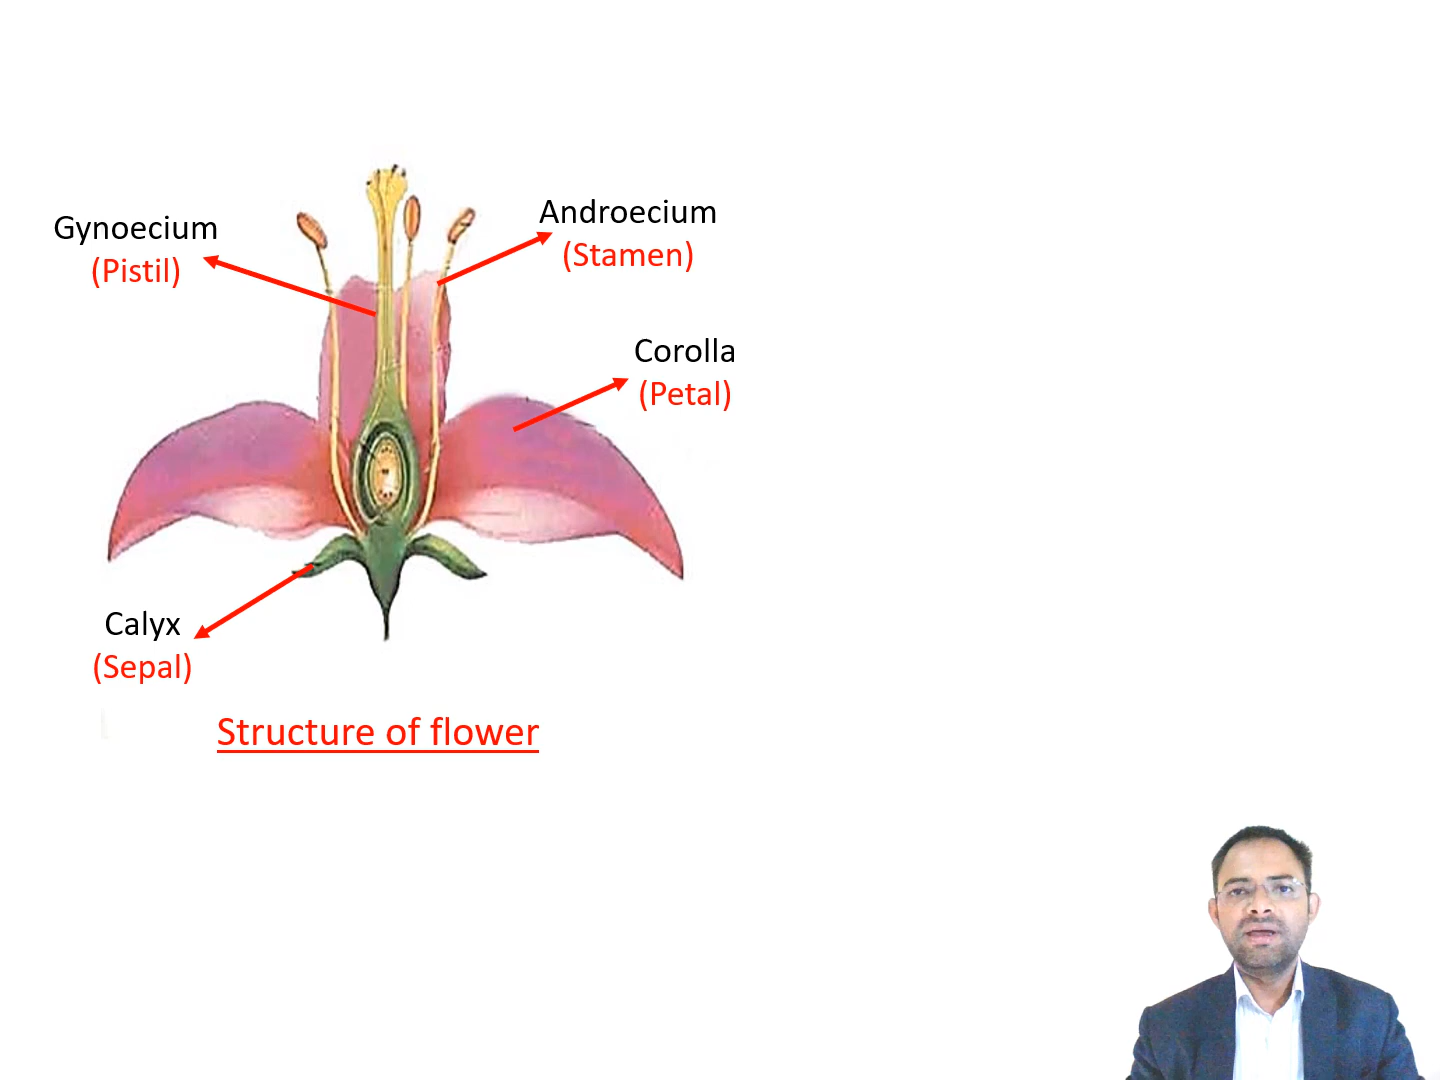 Gynoecium
(Pistil)
Androecium
(Stamen)
Corolla
(Petal)
Calyx
(Sepal)
Structure of flower